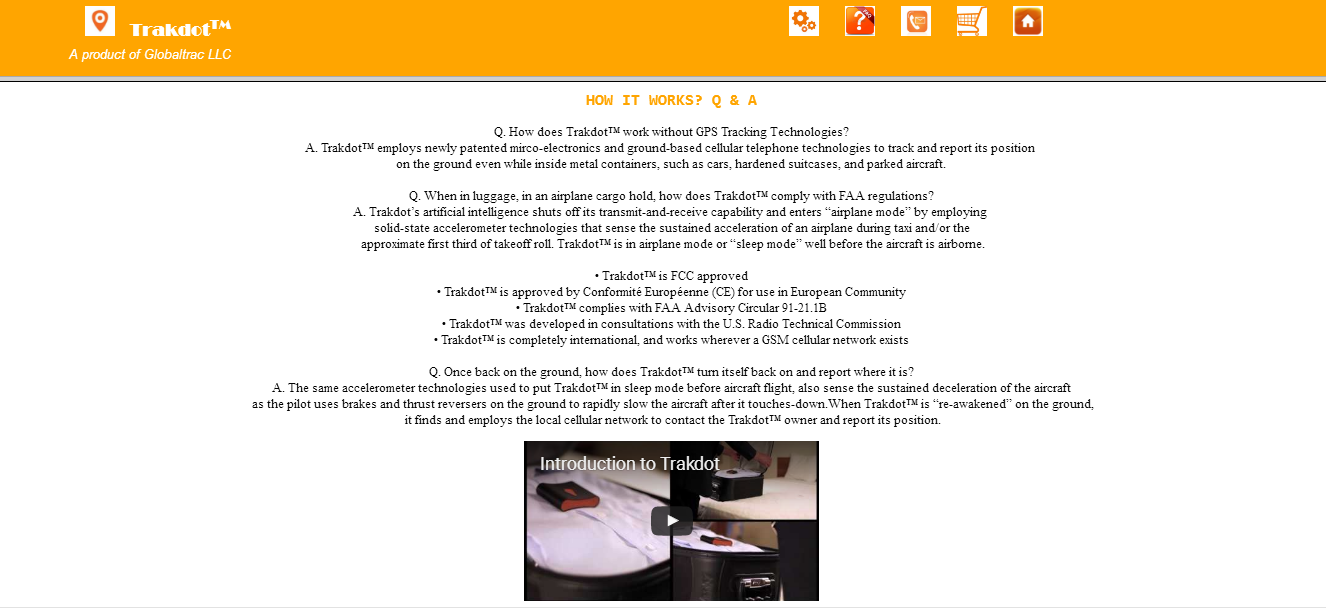 Trakdot™
A product of Globaltrac LLC
FAQ
HOW IT WORKS? Q & A
Q. How does Trakdot™ work without GPS Tracking Technologies?
A. Trakdot™ employs newly patented mirco-electronics and ground-based cellular telephone technologies to track and report its position
on the ground even while inside metal containers, such as cars, hardened suitcases, and parked aircraft.
Q. When in luggage, in an airplane cargo hold, how does Trakdot™ comply with FAA regulations?
A. Trakdot’s artificial intelligence shuts off its transmit-and-receive capability and enters “airplane mode” by employing
solid-state accelerometer technologies that sense the sustained acceleration of an airplane during taxi and/or the
approximate first third of takeoff roll. Trakdot™ is in airplane mode or “sleep mode” well before the aircraft is airborne.
• Trakdot™ is FCC approved
• Trakdot™ is approved by Conformité Européenne (CE) for use in European Community
• Trakdot™ complies with FAA Advisory Circular 91-21.1B
• Trakdot™ was developed in consultations with the U.S. Radio Technical Commission
• Trakdot™ is completely international, and works wherever a GSM cellular network exists
Q. Once back on the ground, how does Trakdot™ turn itself back on and report where it is?
A. The same accelerometer technologies used to put Trakdot™ in sleep mode before aircraft flight, also sense the sustained deceleration of the aircraft
as the pilot uses brakes and thrust reversers on the ground to rapidly slow the aircraft after it touches-down.When Trakdot™ is “re-awakened” on the ground,
it finds and employs the local cellular network to contact the Trakdot™ owner and report its position.
Introduction to Trakdot